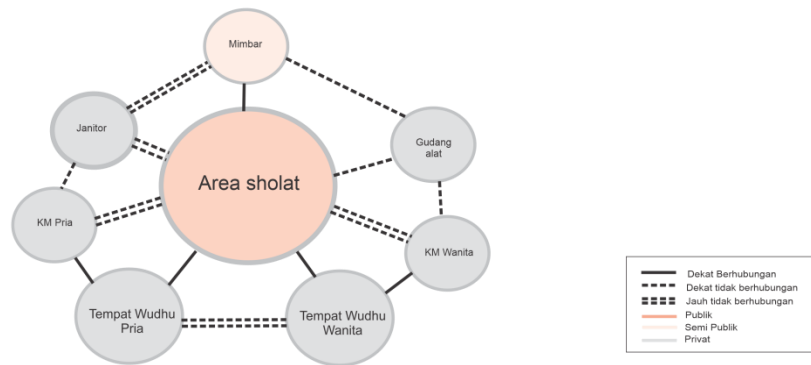 Mimbar
Janitor
Gudang
alat
Area sholat
KM Pria
KM Wanita
Tempat Wudhu
Pria
Tempat Wudhu
Wanita
Dekat Berhubungan
Dekat tidak berhubungan
Jauh tidak berhubungan
Publik
Semi Publik
Privat